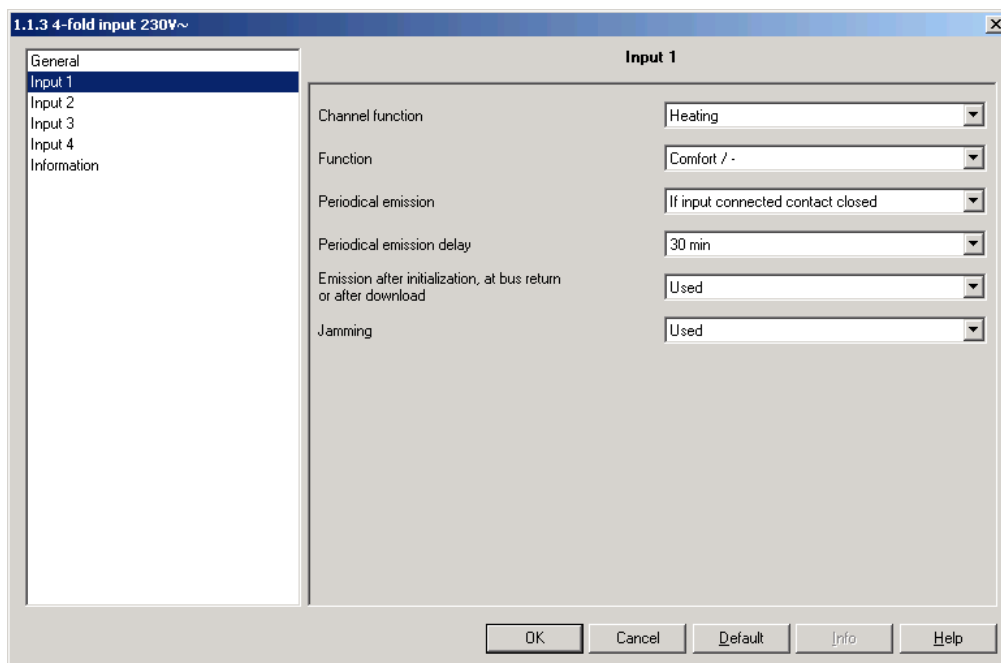 1.1.3 4-fold input 230V~
General
Input 1
Input 2
Input 3
Input 4
Information
Input 1
Channel function
Heating
Function
Comfort / -
Periodical emission
If input connected contact closed
Periodical emission delay
30 min
Emission after initialization, at bus return
or after download
Used
Jamming
Used
OK
Cancel
Default
Info
Help